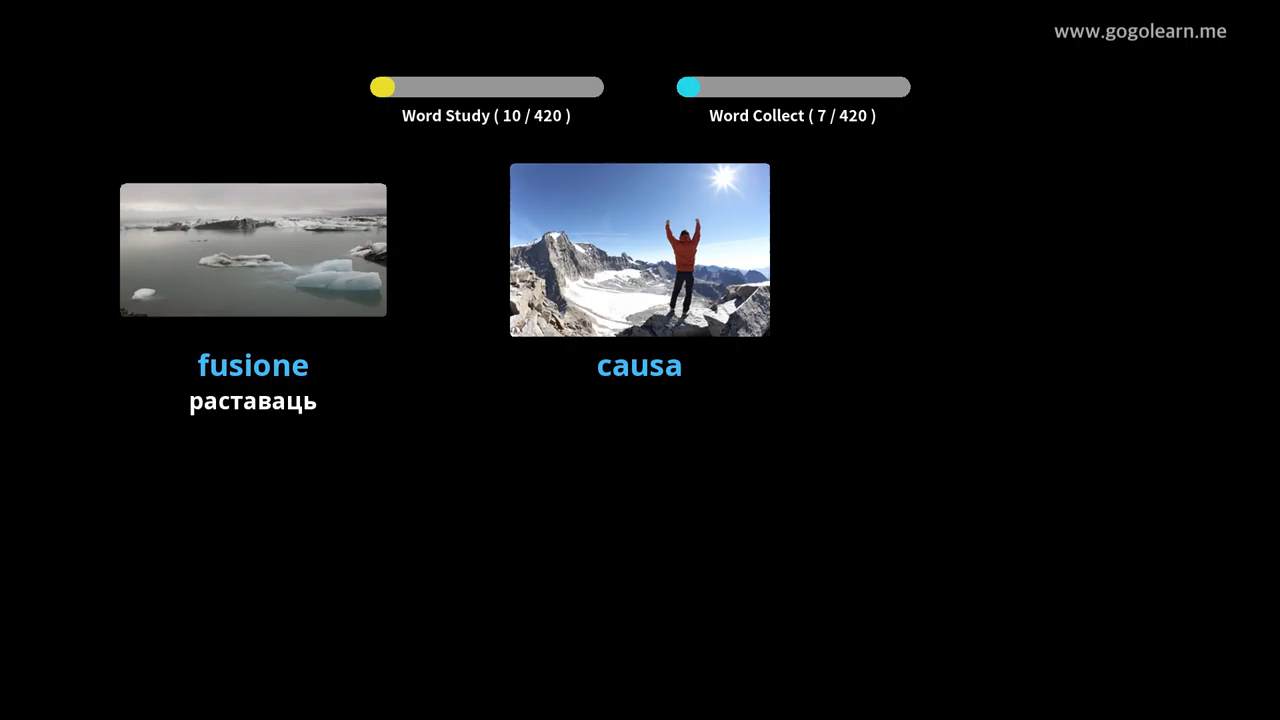 www.gogolearn.me
Word Study ( 10 / 420 )
Word Collect ( 7 / 420 )
fusione
раставаць
causa